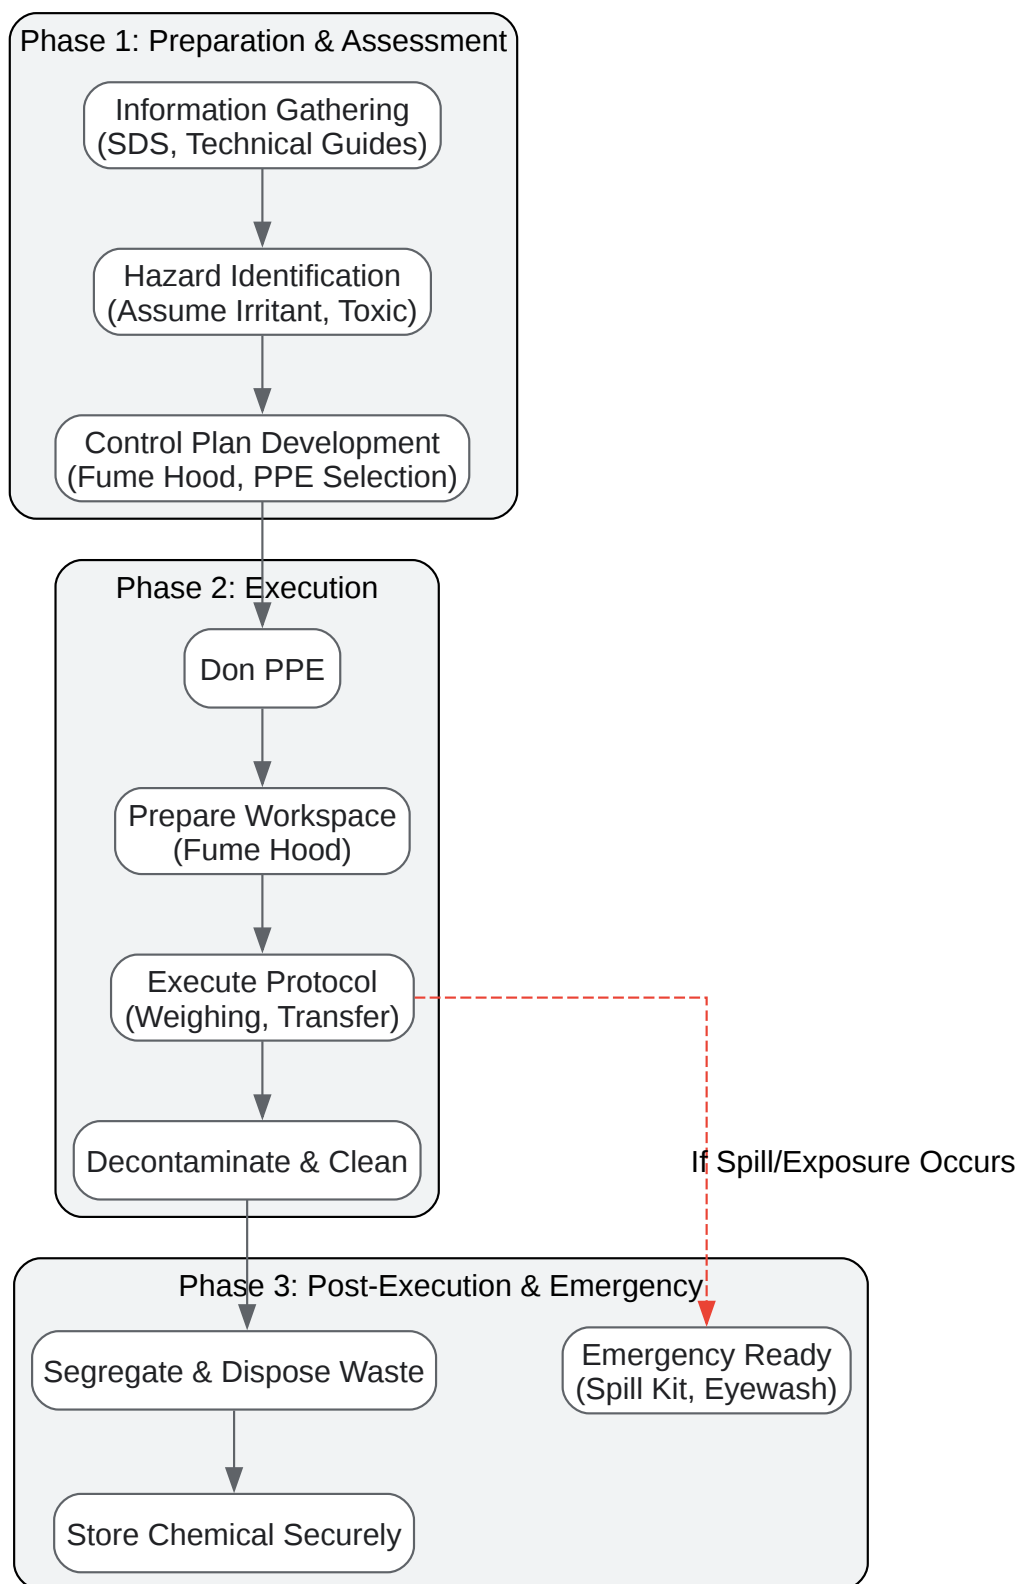 Phase 1: Preparation & Assessment
Information Gathering
(SDS, Technical Guides)
Hazard Identification
(Assume Irritant, Toxic)
Control Plan Development
(Fume Hood, PPE Selection)
Phase 2: Execution
Don PPE
Prepare Workspace
(Fume Hood)
Execute Protocol
(Weighing, Transfer)
Decontaminate & Clean
If Spill/Exposure Occurs
Phase 3: Post-Execution & Emergency
Segregate & Dispose Waste
Emergency Ready
(Spill Kit, Eyewash)
Store Chemical Securely